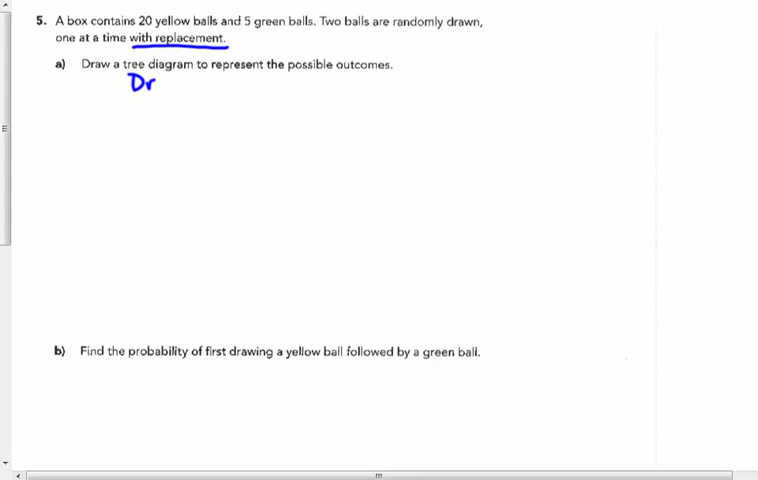 5. A box contains 20 yellow balls and 5 green balls. Two balls are randomly drawn,
one at a time with replacement.
a) Draw a tree diagram to represent the possible outcomes.
Dr
b) Find the probability of first drawing a yellow ball followed by a green ball.